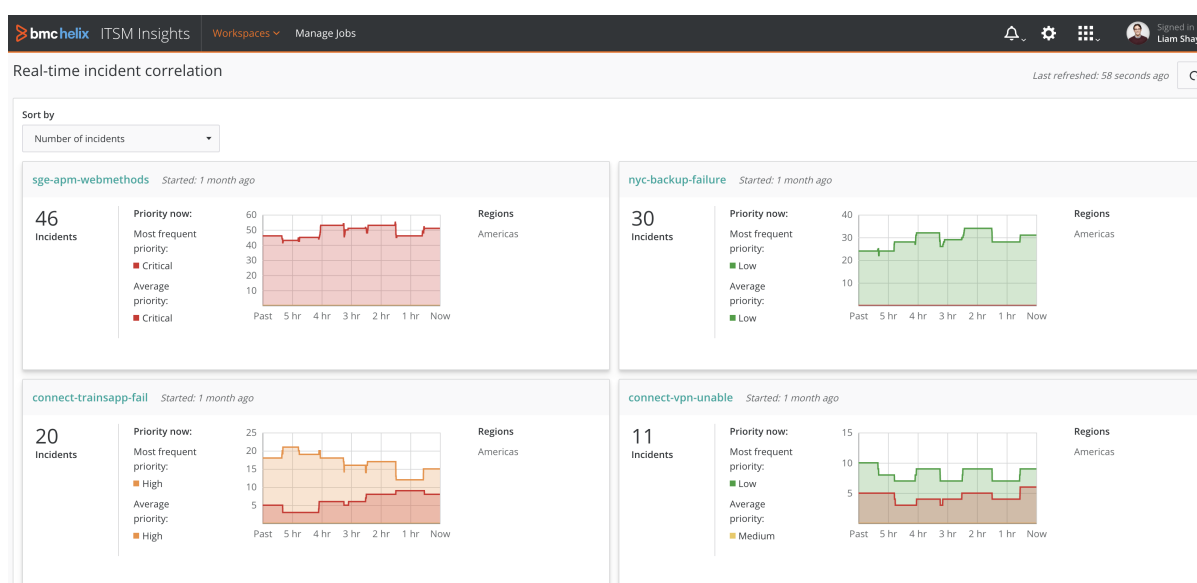 bmchelix ITSM Insights Workspaces Manage Jobs
Signed in
Liam Shay
Real-time incident correlation
Last refreshed: 58 seconds ago
Sort by
Number of incidents
sge-apm-webmethods Started: 1 month ago
46
Incidents
Priority now:
Most frequent
priority:
Critical
Average
priority:
Critical
60
50
40
30
20
10
Past 5 hr 4 hr 3 hr 2 hr 1 hr Now
Regions
Americas
nyc-backup-failure Started: 1 month ago
30
Incidents
Priority now:
Most frequent
priority:
Low
Average
priority:
Low
40
30
20
10
Past 5 hr 4 hr 3 hr 2 hr 1 hr Now
Regions
Americas
connect-trainsapp-fail Started: 1 month ago
20
Incidents
Priority now:
Most frequent
priority:
High
Average
priority:
High
25
20
15
10
5
Past 5 hr 4 hr 3 hr 2 hr 1 hr Now
Regions
Americas
connect-vpn-unable Started: 1 month ago
11
Incidents
Priority now:
Most frequent
priority:
Low
Average
priority:
Medium
15
10
5
Past 5 hr 4 hr 3 hr 2 hr 1 hr Now
Regions
Americas